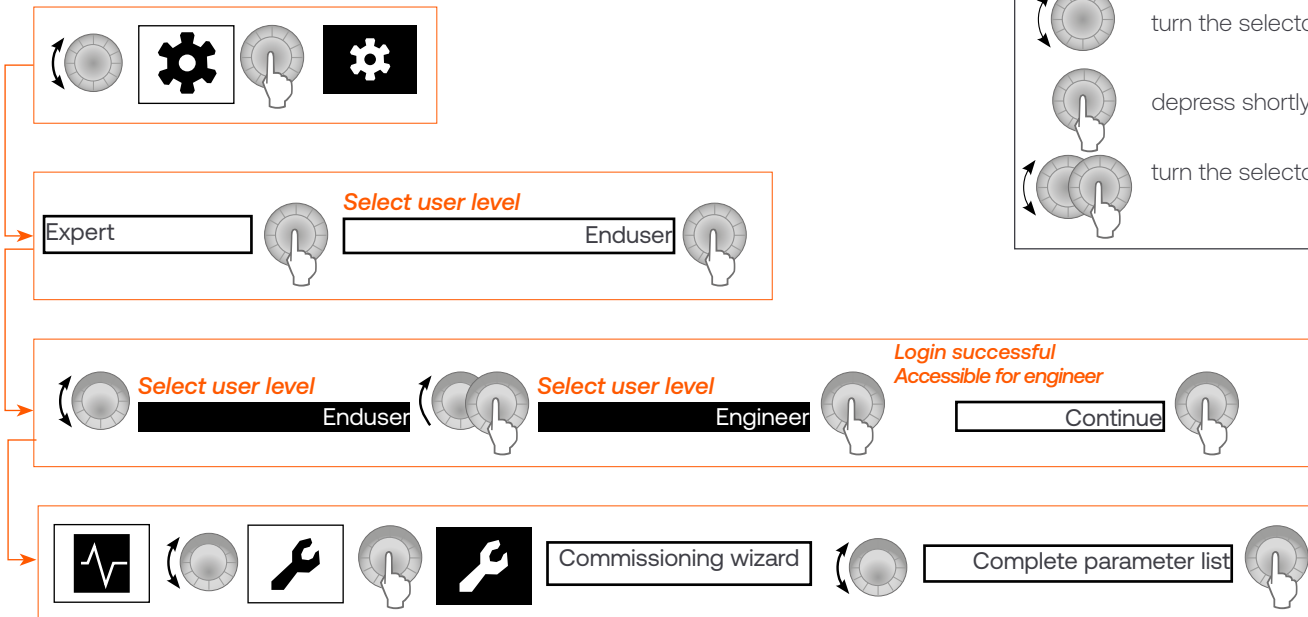 turn the selecto
depress shortly
turn the selecto
Select user level
Expert
Enduser
Login successful
Accessible for engineer
Select user level
Select user level
Enduser
Engineer
Continue
Commissioning wizard
Complete parameter list